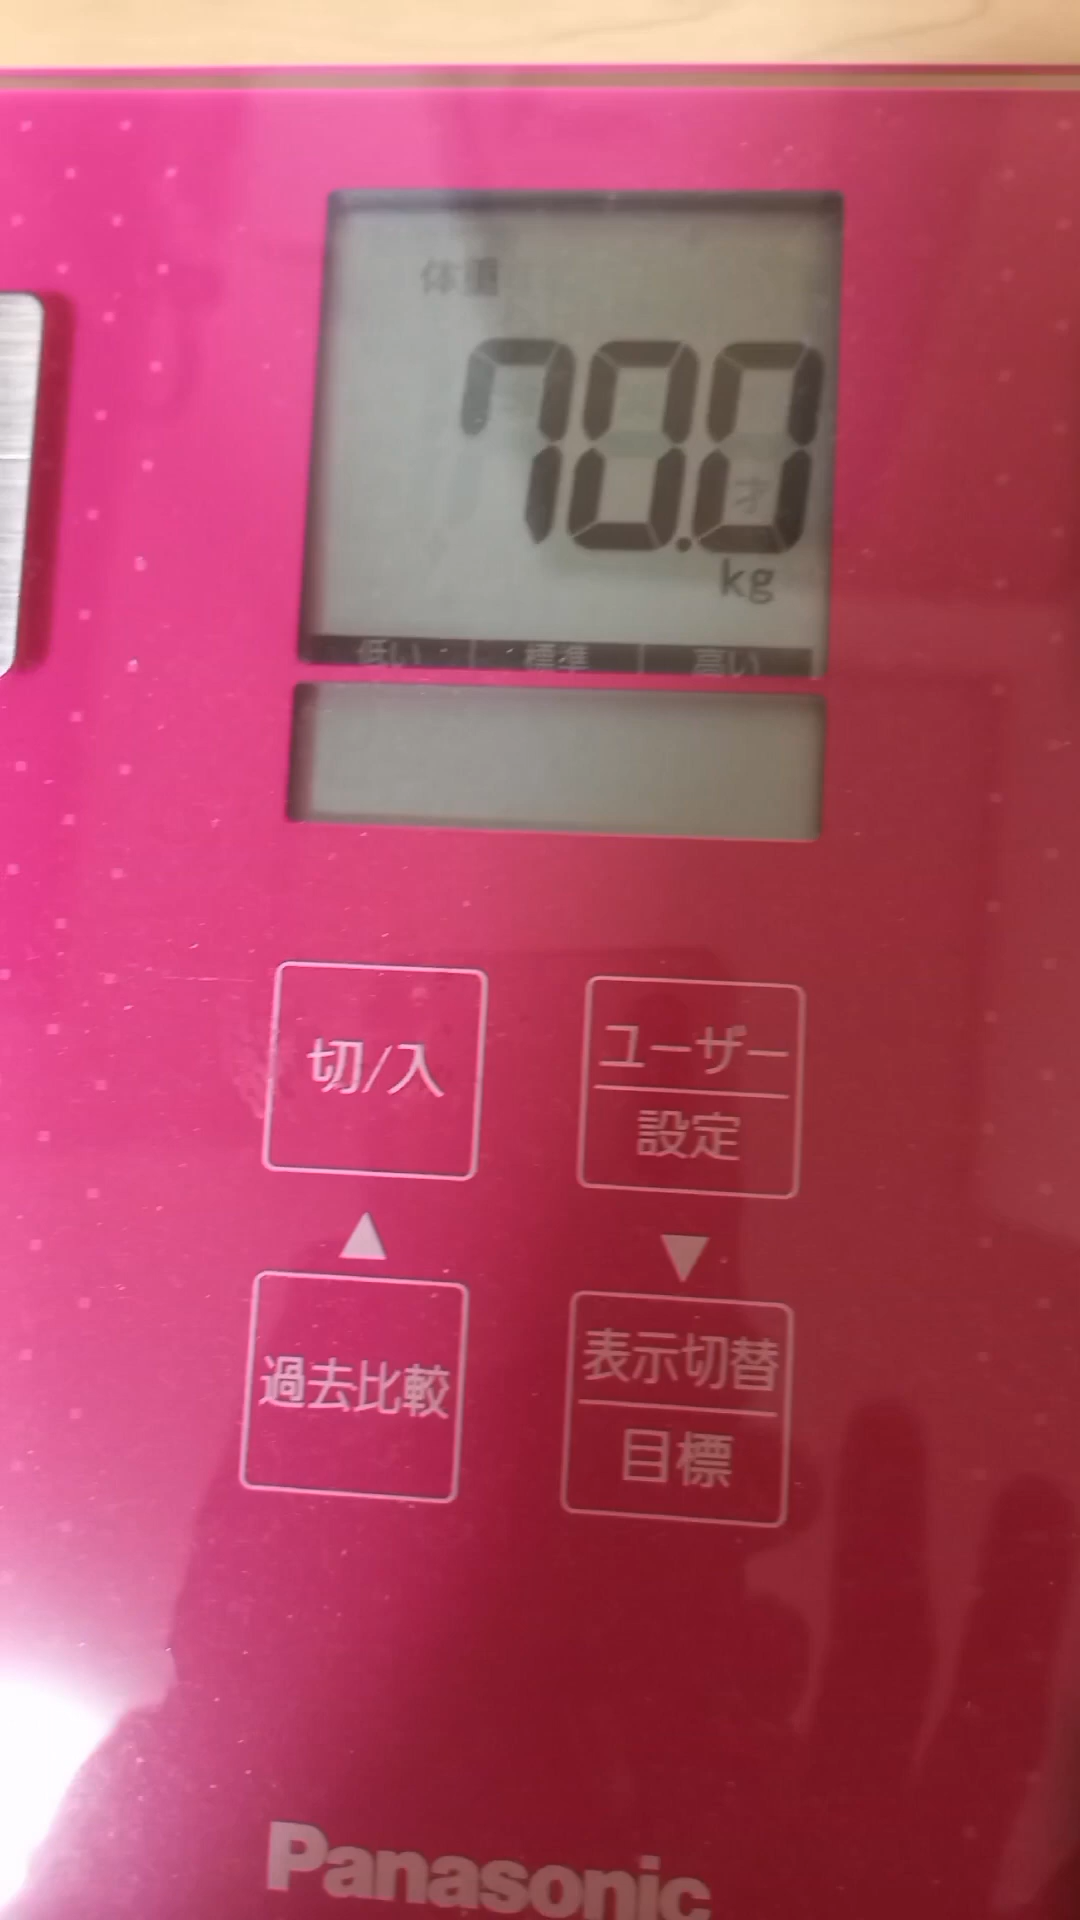 体重
70.0
kg
低い 標準 高い
切/入
ユーザー
設定
▲
▼
過去比較
表示切替
目標
Panasonic